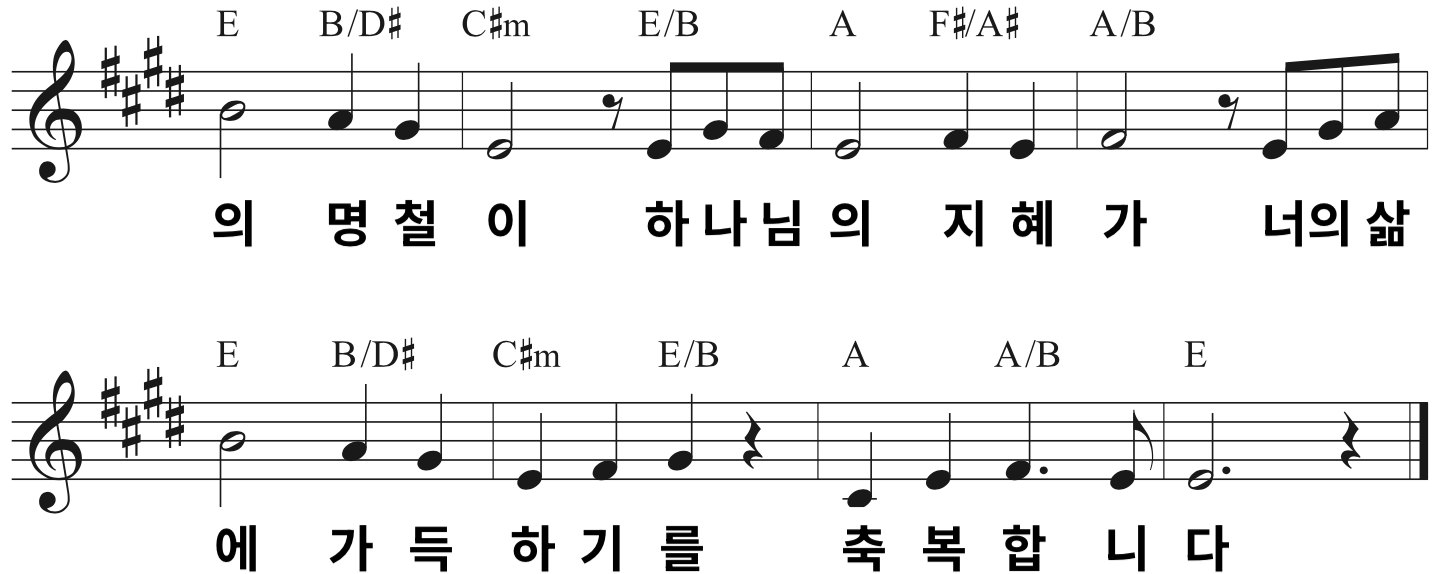 E B/D♯ C♯m E/B A F♯/A♯ A/B
의 명 철 이 하 나 님 의 지 혜 가 너 의 삶
E B/D♯ C♯m E/B A A/B E
에 가 득 하 기 를 축 복 합 니 다